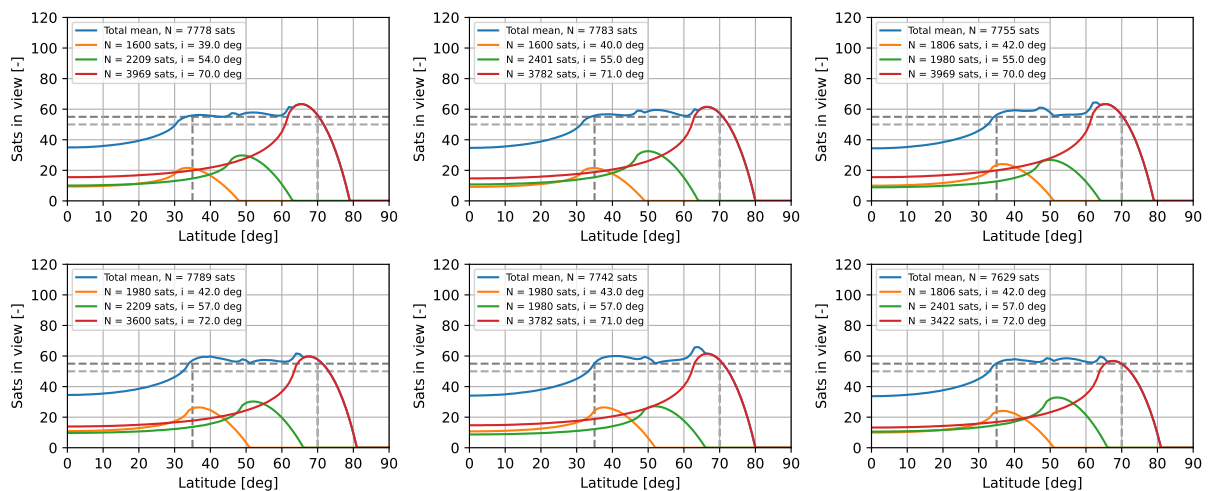 Total mean, N = 7778 sats
N = 1600 sats, i = 39.0 deg
N = 2209 sats, i = 54.0 deg
N = 3969 sats, i = 70.0 deg
120
100
80
60
40
20
0
Sats in view [-]
0 10 20 30 40 50 60 70 80 90
Latitude [deg]
Total mean, N = 7783 sats
N = 1600 sats, i = 40.0 deg
N = 2401 sats, i = 55.0 deg
N = 3782 sats, i = 71.0 deg
120
100
80
60
40
20
0
Sats in view [-]
0 10 20 30 40 50 60 70 80 90
Latitude [deg]
Total mean, N = 7755 sats
N = 1806 sats, i = 42.0 deg
N = 1980 sats, i = 55.0 deg
N = 3969 sats, i = 70.0 deg
120
100
80
60
40
20
0
Sats in view [-]
0 10 20 30 40 50 60 70 80 90
Latitude [deg]
Total mean, N = 7789 sats
N = 1980 sats, i = 42.0 deg
N = 2209 sats, i = 57.0 deg
N = 3600 sats, i = 72.0 deg
120
100
80
60
40
20
0
Sats in view [-]
0 10 20 30 40 50 60 70 80 90
Latitude [deg]
Total mean, N = 7742 sats
N = 1980 sats, i = 43.0 deg
N = 1980 sats, i = 57.0 deg
N = 3782 sats, i = 71.0 deg
120
100
80
60
40
20
0
Sats in view [-]
0 10 20 30 40 50 60 70 80 90
Latitude [deg]
Total mean, N = 7629 sats
N = 1806 sats, i = 42.0 deg
N = 2401 sats, i = 57.0 deg
N = 3422 sats, i = 72.0 deg
120
100
80
60
40
20
0
Sats in view [-]
0 10 20 30 40 50 60 70 80 90
Latitude [deg]